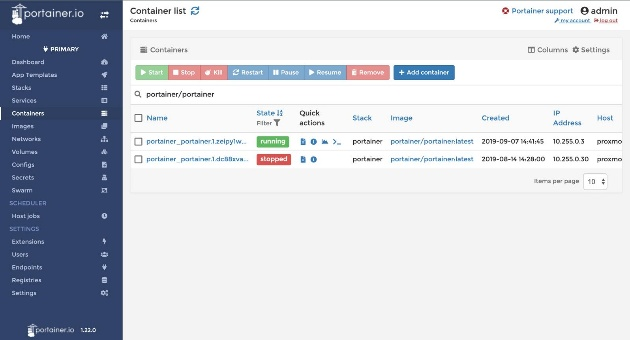 portainer.io
Container list
Containers
Portainer support
admin
my account
log out
Home
PRIMARY
Dashboard
App Templates
Stacks
Services
Containers
Images
Networks
Volumes
Configs
Secrets
Swarm
SCHEDULER
Host jobs
SETTINGS
Extensions
Users
Endpoints
Registries
Settings
portainer.io 1.22.0
Containers
Columns Settings
Start Stop Kill Restart Pause Resume Remove + Add container
portainer/portainer
Name State Filter Quick actions Stack Image Created IP Address Host
portainer_portainer.1.zeipy1w... running portainer portainer/portainer:latest 2019-09-07 14:41:45 10.255.0.3 proxmo
portainer_portainer.1.dc88xva... stopped portainer portainer/portainer:latest 2019-08-14 14:28:00 10.255.0.30 proxmo
Items per page 10